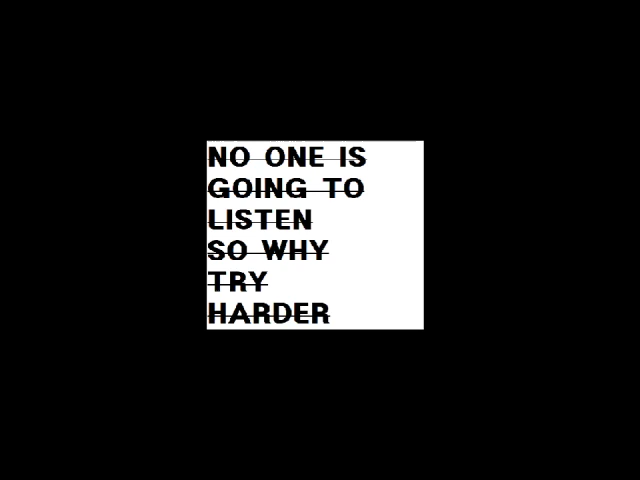 NO ONE IS
GOING TO
LISTEN
SO WHY
TRY
HARDER